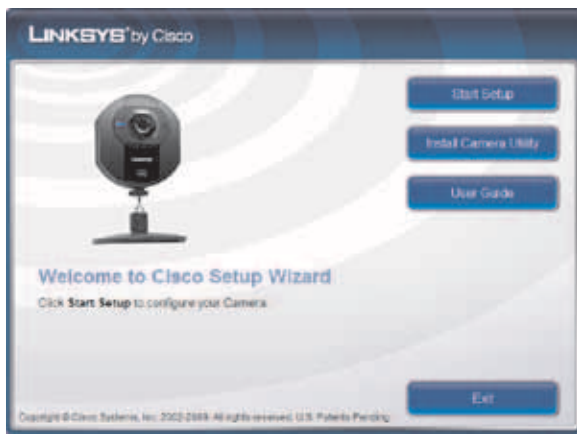 LINKSYS® by Cisco
Start Setup
Install Camera Utility
User Guide
Welcome to Cisco Setup Wizard
Click Start Setup to configure your Camera
Exit
Copyright © Cisco Systems, Inc. 2002-2009. All rights reserved. U.S. Patents Pending